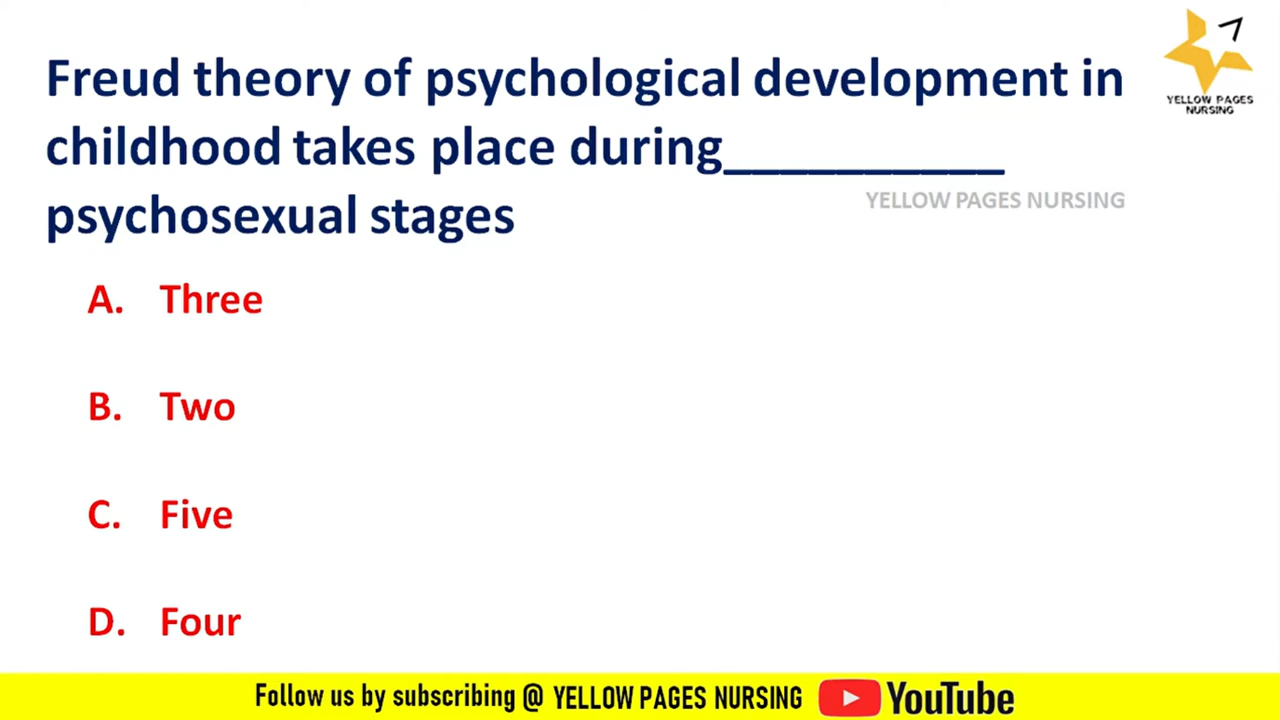 Freud theory of psychological development in
childhood takes place during__________
psychosexual stages
YELLOW PAGES
NURSING
YELLOW PAGES NURSING
A. Three
B. Two
C. Five
D. Four
Follow us by subscribing @ YELLOW PAGES NURSING YouTube